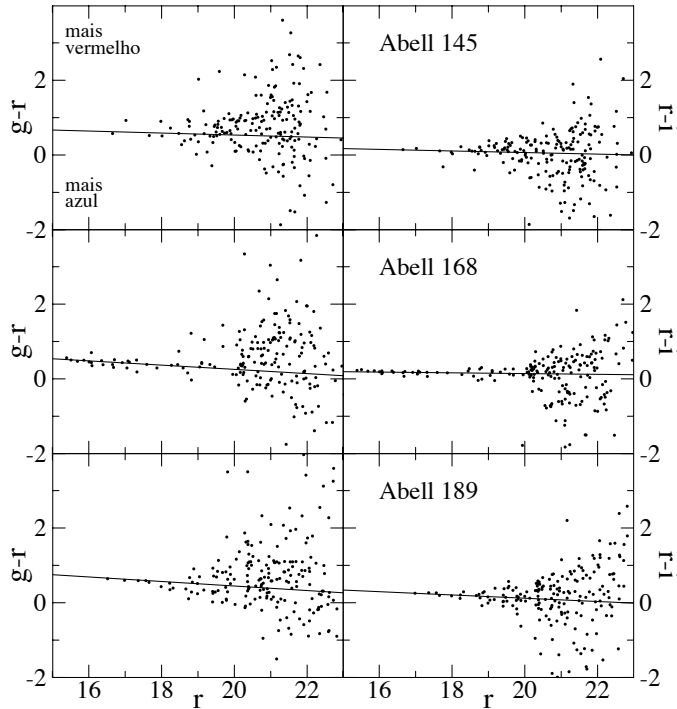 mais
vermelho
Abell 145
2
0
-2
g-r
r-i
2
0
-2
mais
azul
Abell 168
2
0
-2
g-r
r-i
2
0
-2
Abell 189
2
0
-2
g-r
r-i
2
0
-2
16 18 20 22
16 18 20 22
r
r